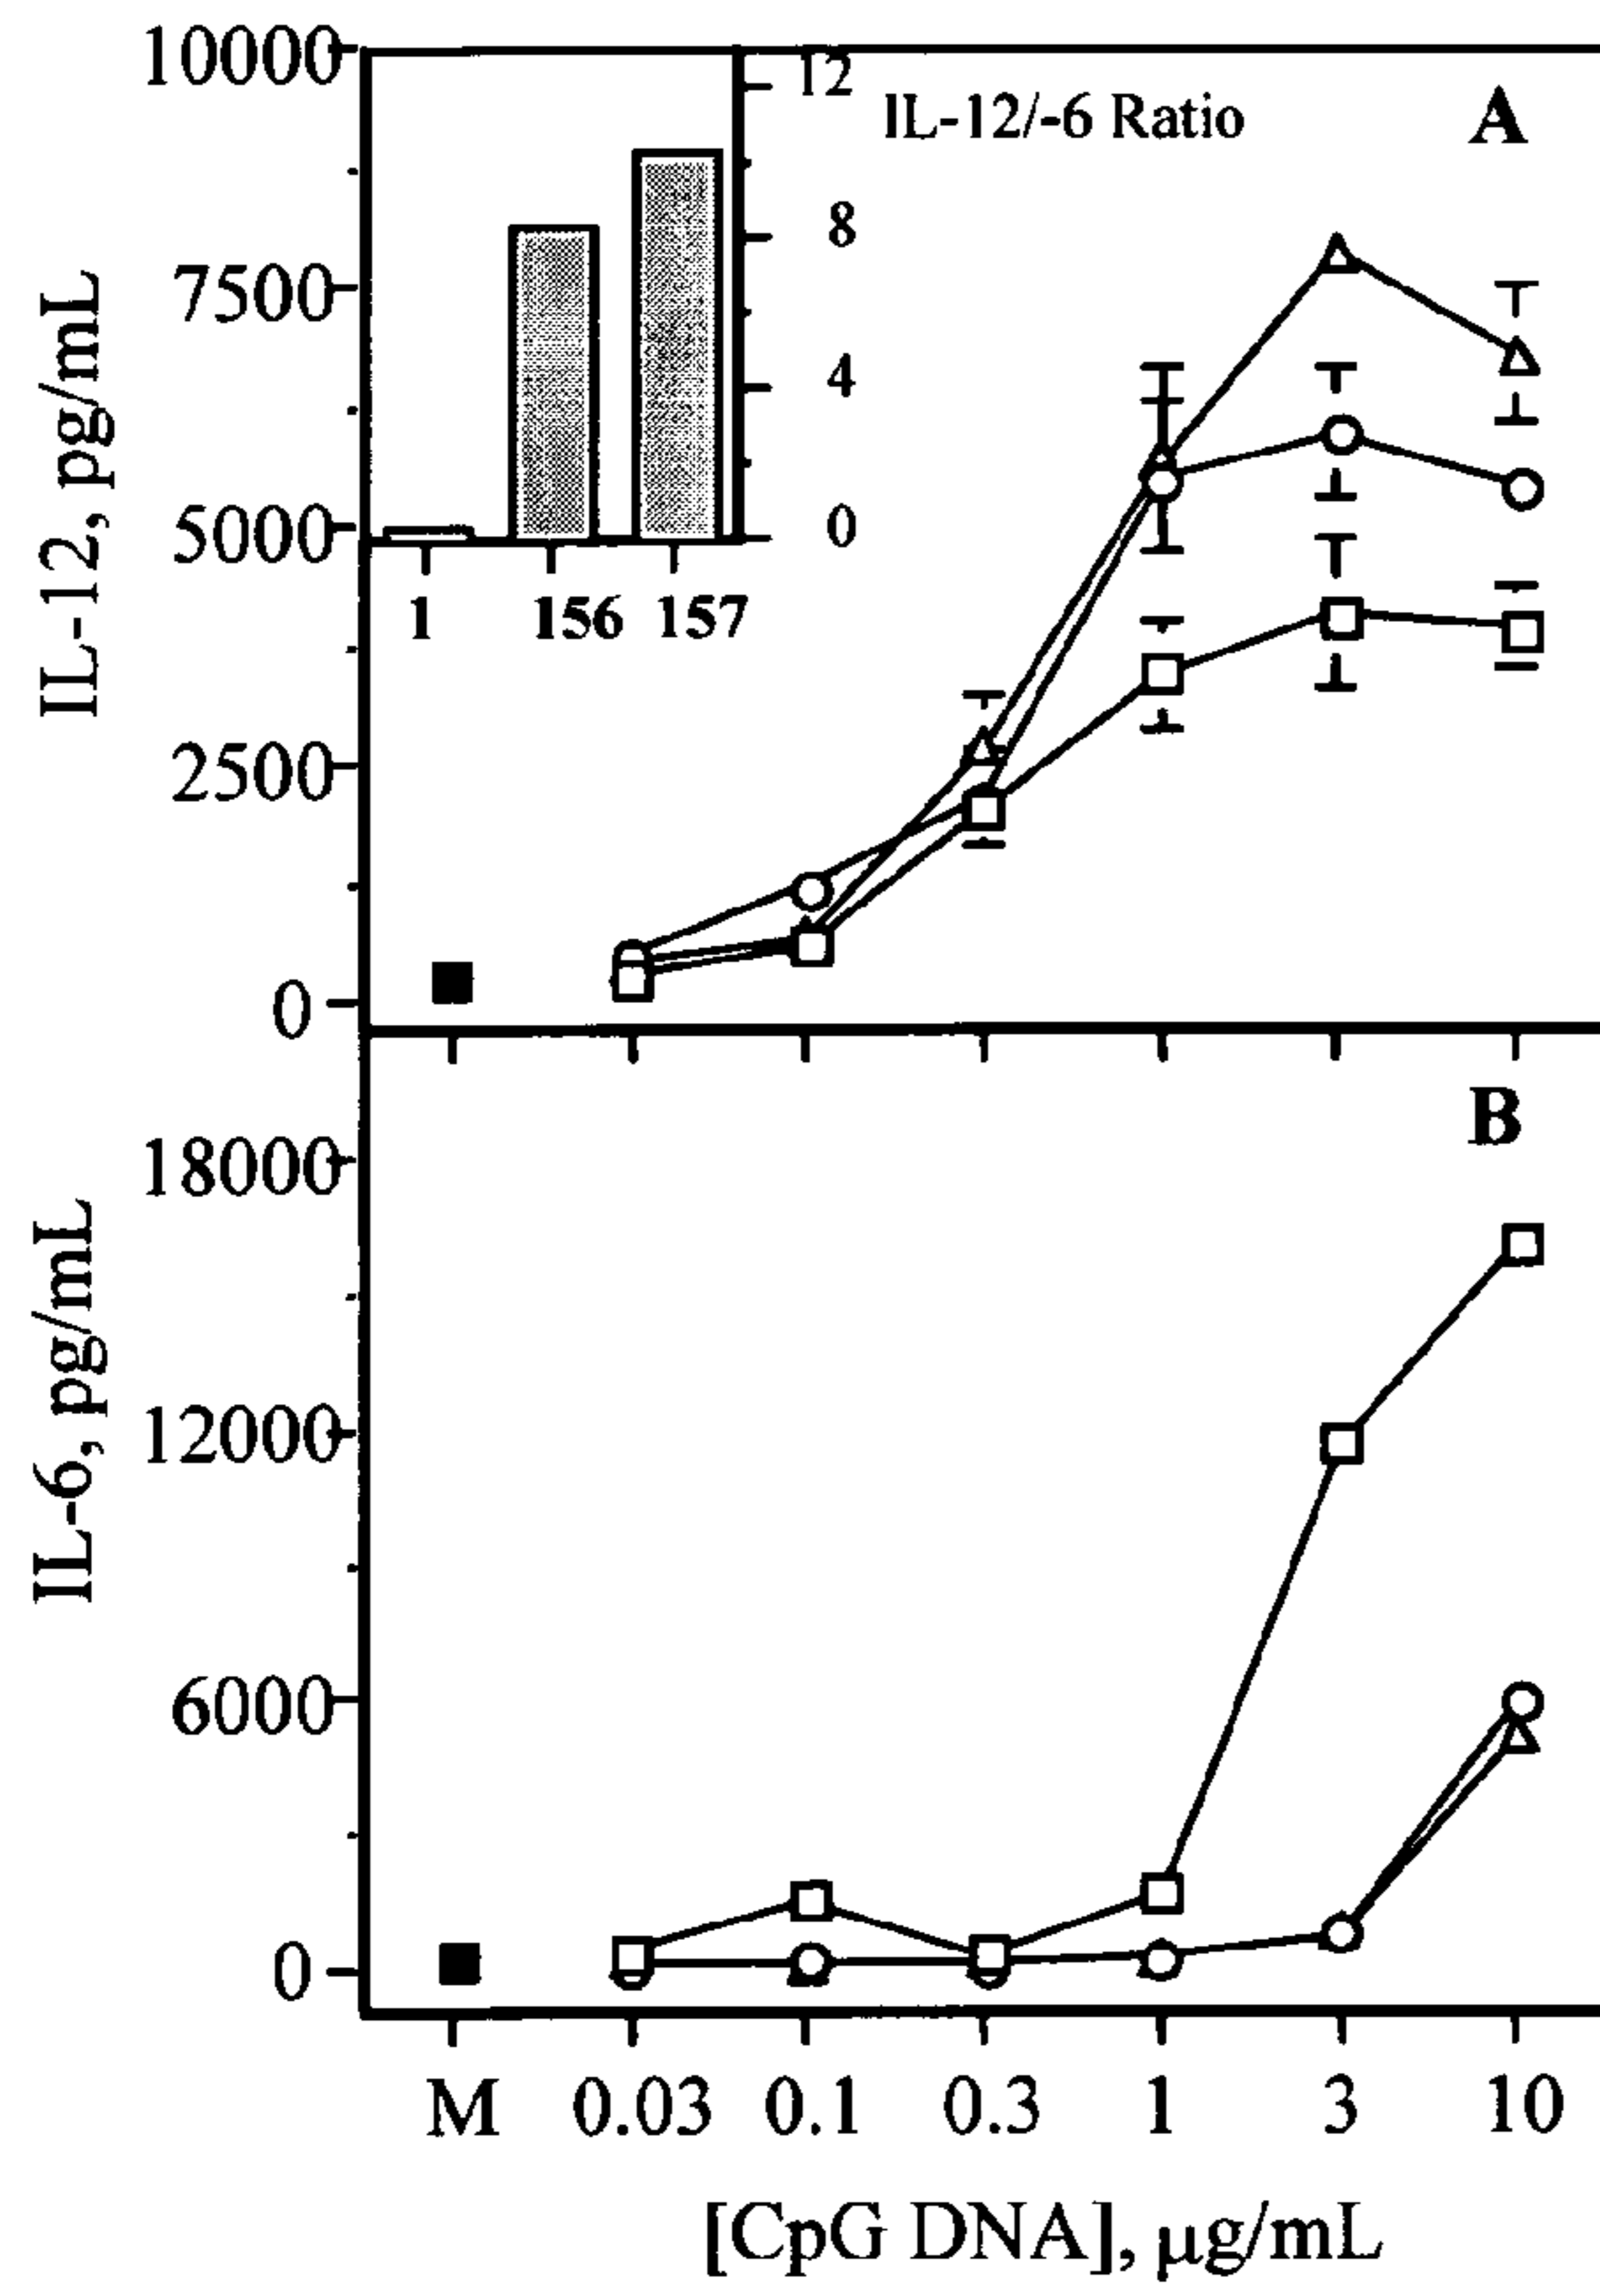 10000
7500
5000
2500
0
IL-12, pg/mL
12
8
4
0
IL-12/-6 Ratio
A
1 156 157
B
18000
12000
6000
0
IL-6, pg/mL
M 0.03 0.1 0.3 1 3 10
[CpG DNA], μg/mL